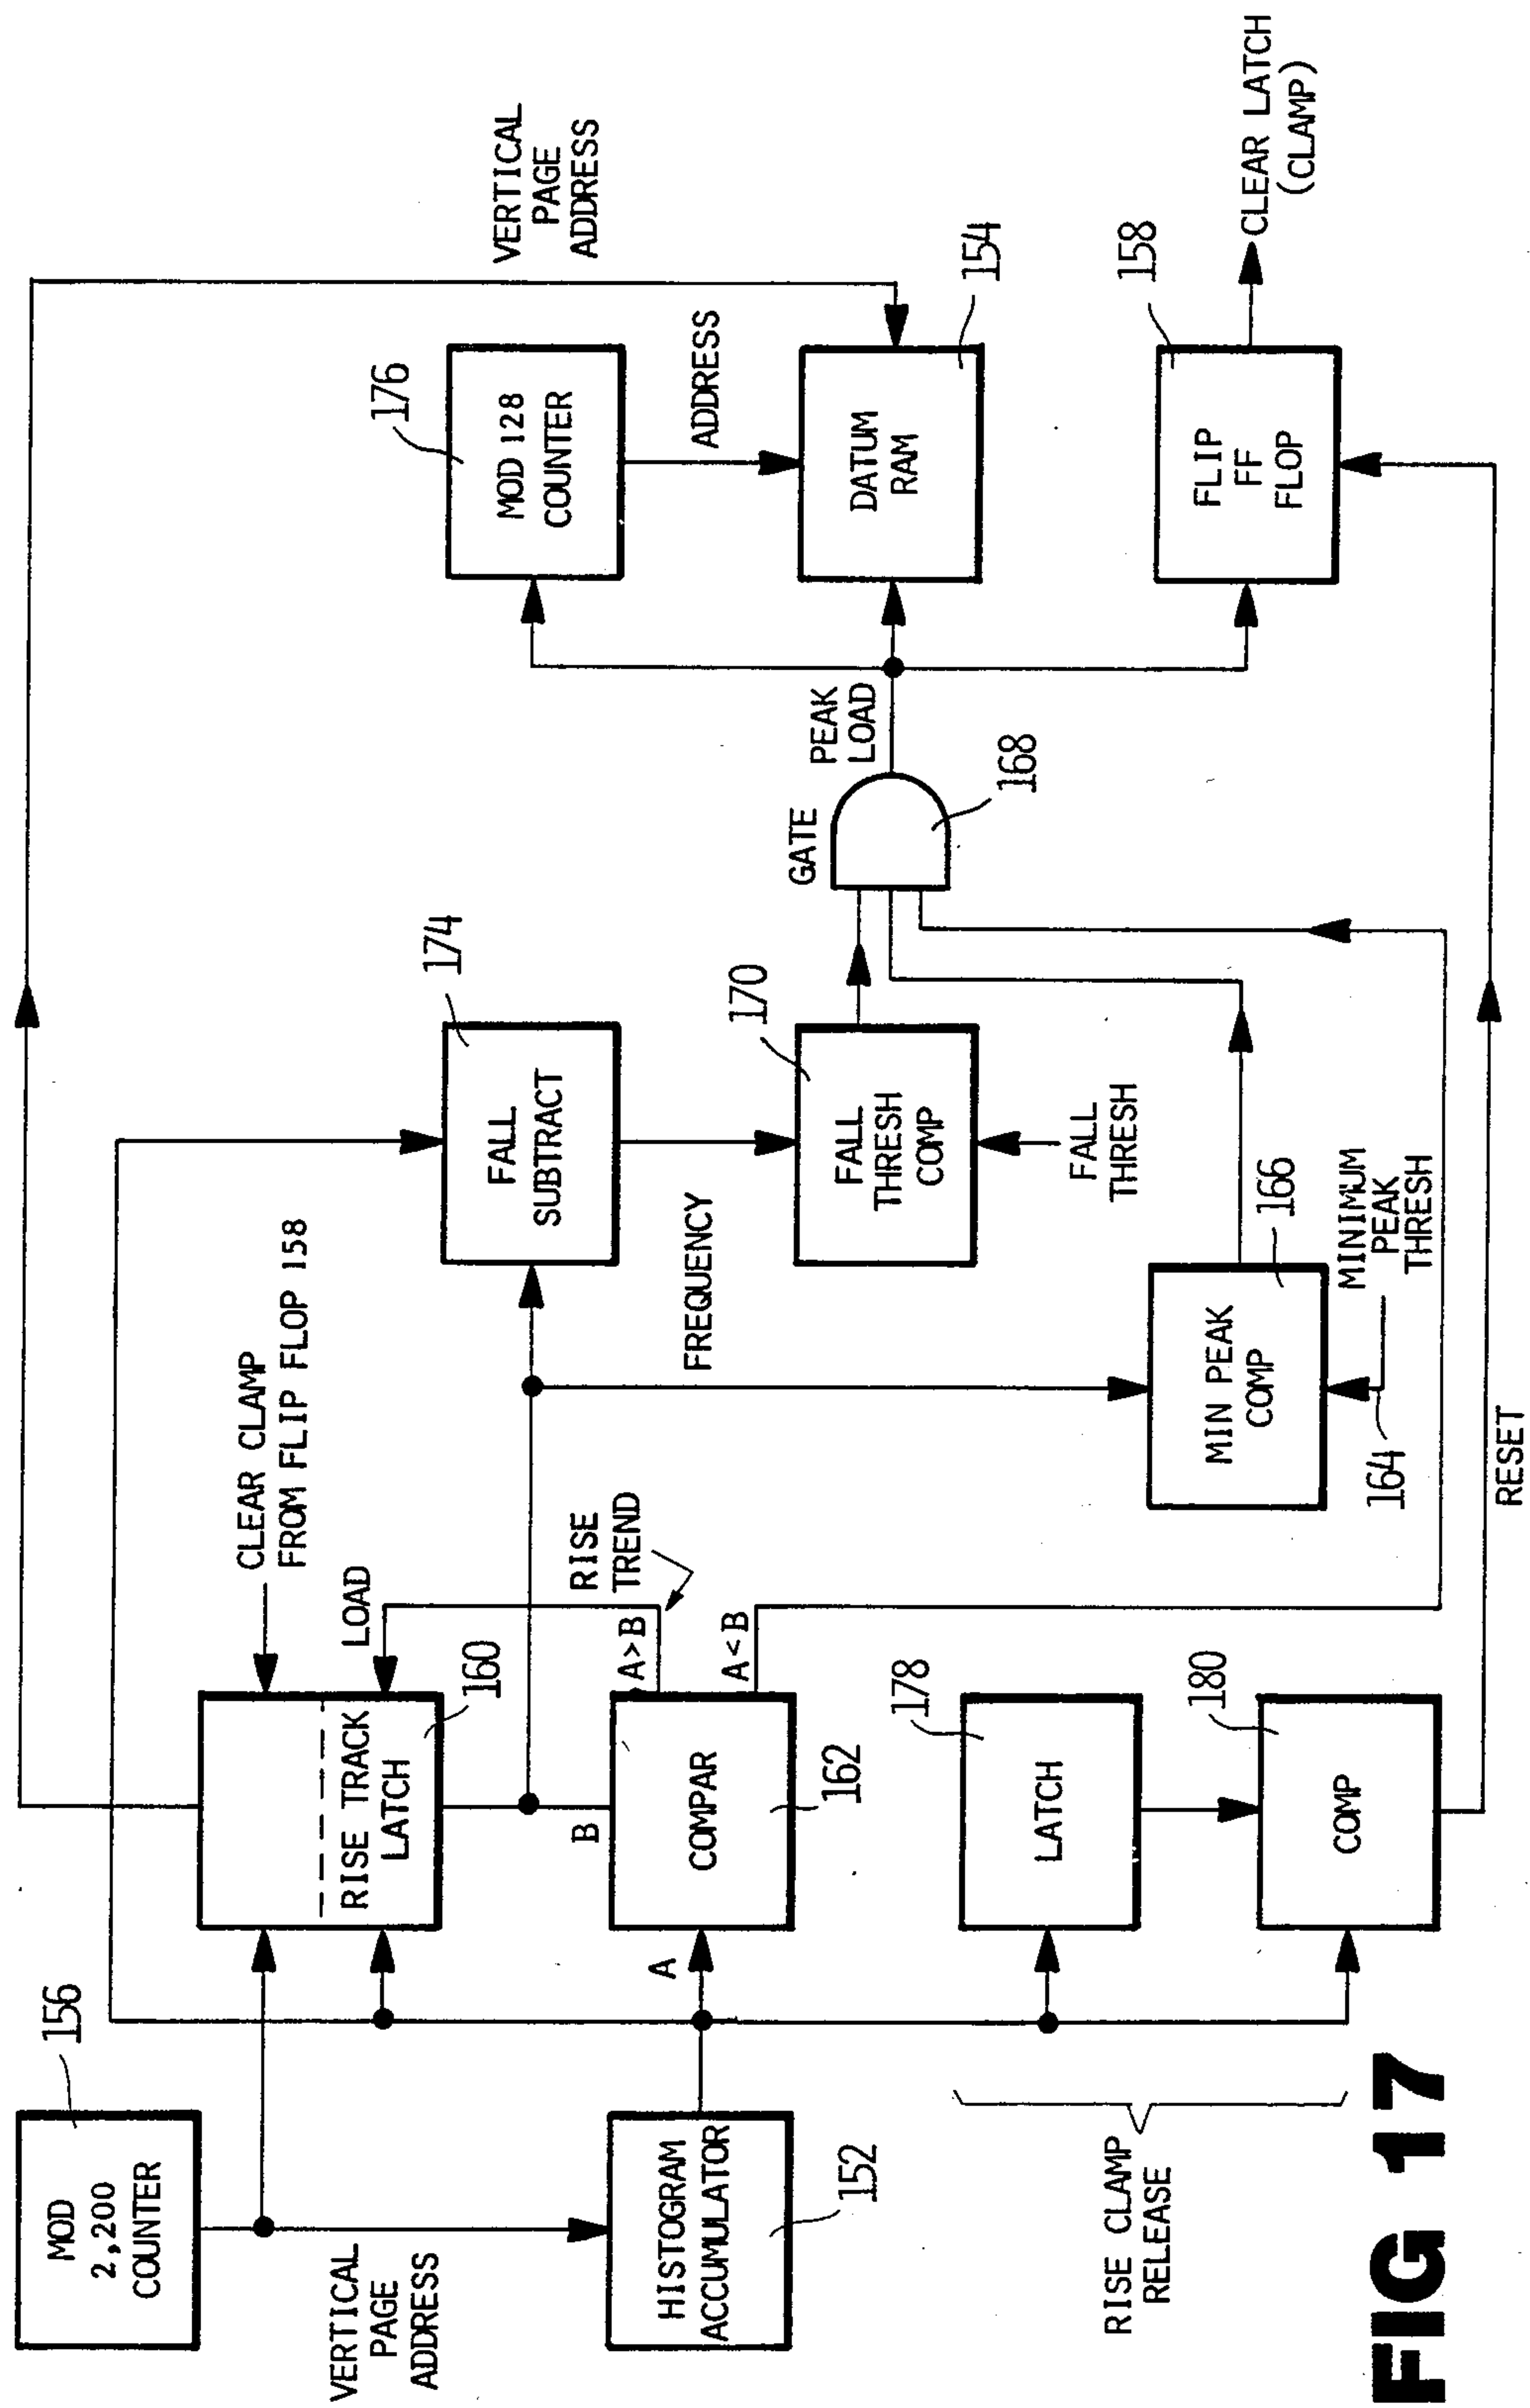 MOD
2,200
COUNTER
156
VERTICAL
PAGE
ADDRESS
HISTOGRAM
ACCUMULATOR
152
CLEAR CLAMP
FROM FLIP FLOP 158
LOAD
RISE TRACK
LATCH
160
RISE
TREND
A>B
A<B
A
B
COMPAR
162
LATCH
178
COMP
180
RISE CLAMP
RELEASE
FALL
SUBTRACT
174
FREQUENCY
FALL
THRESH
COMP
170
FALL
THRESH
MIN PEAK
COMP
166
MINIMUM
PEAK
THRESH
164
RESET
GATE
168
PEAK
LOAD
MOD 128
COUNTER
176
ADDRESS
VERTICAL
PAGE
ADDRESS
DATUM
RAM
154
FLIP
FF
FLOP
158
CLEAR LATCH
(CLAMP)
FIG 17